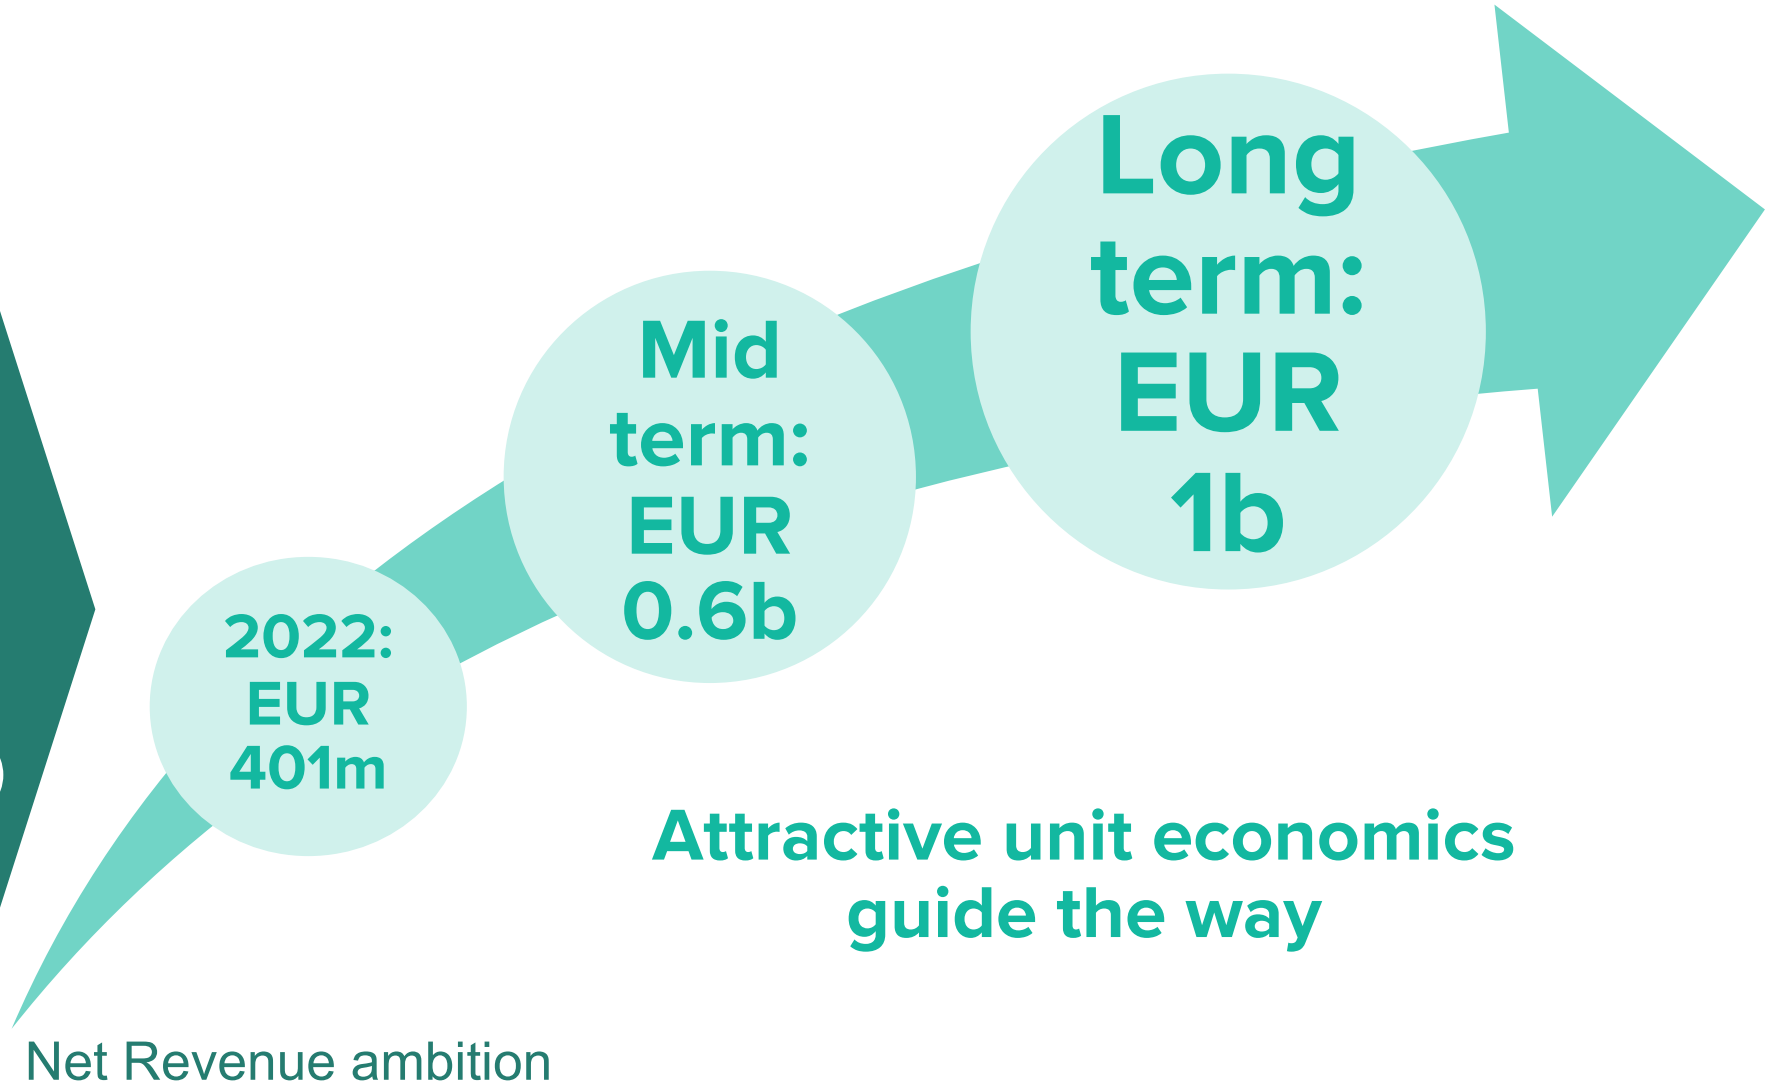 2022:
EUR
401m
Mid
term:
EUR
0.6b
Long
term:
EUR
1b
Attractive unit economics
guide the way
Net Revenue ambition